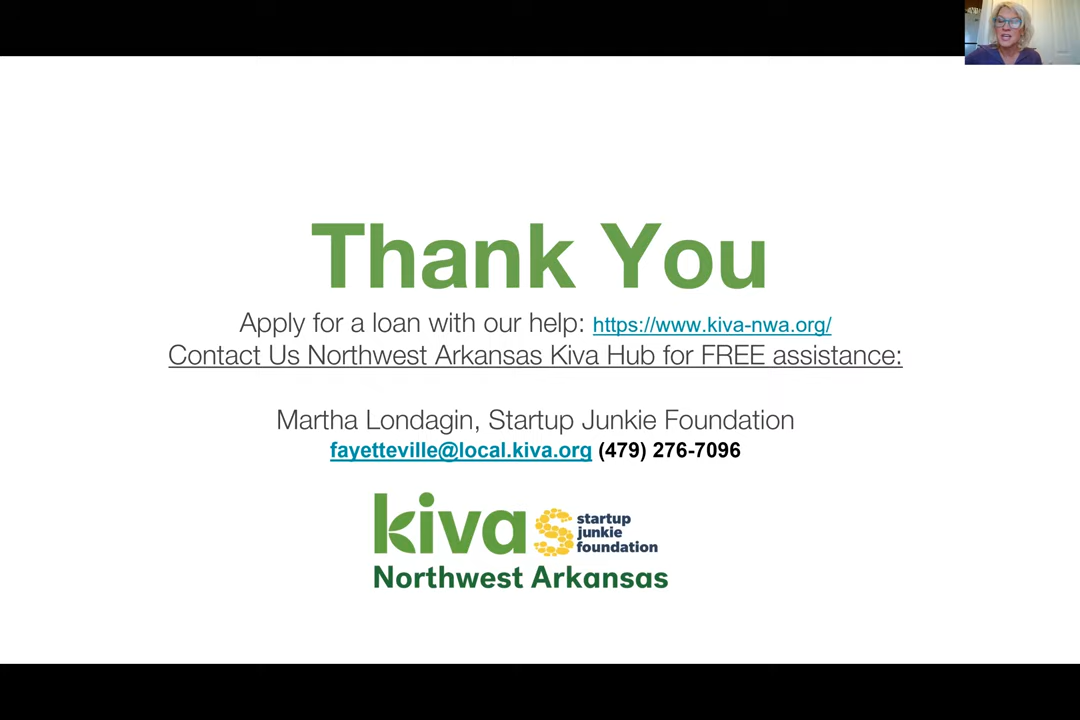 Thank You
Apply for a loan with our help: https://www.kiva-nwa.org/
Contact Us Northwest Arkansas Kiva Hub for FREE assistance:
Martha Londagin, Startup Junkie Foundation
fayetteville@local.kiva.org (479) 276-7096
kiva
startup
junkie
foundation
Northwest Arkansas